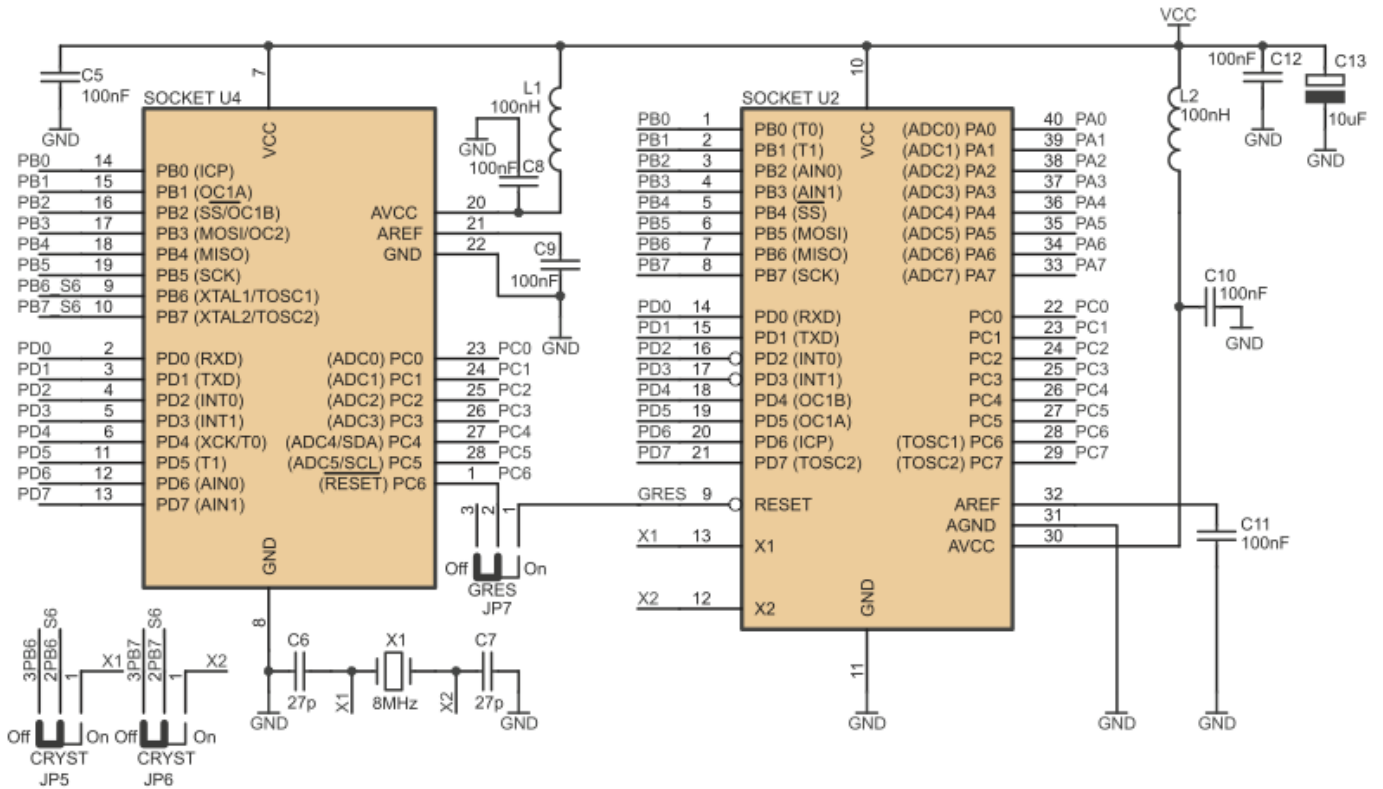 VCC
C5
100nF
GND
7
SOCKET U4
VCC
L1
100nH
GND
100nF C8
10
SOCKET U2
VCC
L2
100nH
100nF C12
GND
C13
10uF
GND
PB0 14 PB0 (ICP)
PB1 15 PB1 (OC1A)
PB2 16 PB2 (SS/OC1B)
PB3 17 PB3 (MOSI/OC2)
PB4 18 PB4 (MISO)
PB5 19 PB5 (SCK)
PB6_S6 9 PB6 (XTAL1/TOSC1)
PB7_S6 10 PB7 (XTAL2/TOSC2)
PD0 2 PD0 (RXD)
PD1 3 PD1 (TXD)
PD2 4 PD2 (INT0)
PD3 5 PD3 (INT1)
PD4 6 PD4 (XCK/T0)
PD5 11 PD5 (T1)
PD6 12 PD6 (AIN0)
PD7 13 PD7 (AIN1)
AVCC 20
AREF 21
GND 22
C9
100nF
GND
(ADC0) PC0 23 PC0
(ADC1) PC1 24 PC1
(ADC2) PC2 25 PC2
(ADC3) PC3 26 PC3
(ADC4/SDA) PC4 27 PC4
(ADC5/SCL) PC5 28 PC5
(RESET) PC6 1 PC6
GND
8
3 2 1
Off On
GRES
JP7
PB0 1 PB0 (T0)
PB1 2 PB1 (T1)
PB2 3 PB2 (AIN0)
PB3 4 PB3 (AIN1)
PB4 5 PB4 (SS)
PB5 6 PB5 (MOSI)
PB6 7 PB6 (MISO)
PB7 8 PB7 (SCK)
PD0 14 PD0 (RXD)
PD1 15 PD1 (TXD)
PD2 16 PD2 (INT0)
PD3 17 PD3 (INT1)
PD4 18 PD4 (OC1B)
PD5 19 PD5 (OC1A)
PD6 20 PD6 (ICP)
PD7 21 PD7 (TOSC2)
GRES 9 RESET
X1 13 X1
X2 12 X2
(ADC0) PA0 40 PA0
(ADC1) PA1 39 PA1
(ADC2) PA2 38 PA2
(ADC3) PA3 37 PA3
(ADC4) PA4 36 PA4
(ADC5) PA5 35 PA5
(ADC6) PA6 34 PA6
(ADC7) PA7 33 PA7
C10
100nF
GND
PC0 22 PC0
PC1 23 PC1
PC2 24 PC2
PC3 25 PC3
PC4 26 PC4
PC5 27 PC5
(TOSC1) PC6 28 PC6
(TOSC2) PC7 29 PC7
AREF 32
AGND 31
AVCC 30
C11
100nF
GND
11
GND
GND
GND
3PB6
2PB6_S6
1
X1
Off On
CRYST
JP5
3PB7
2PB7_S6
1
X2
Off On
CRYST
JP6
C6
27p
GND
X1
X1
8MHz
X2
C7
27p
GND